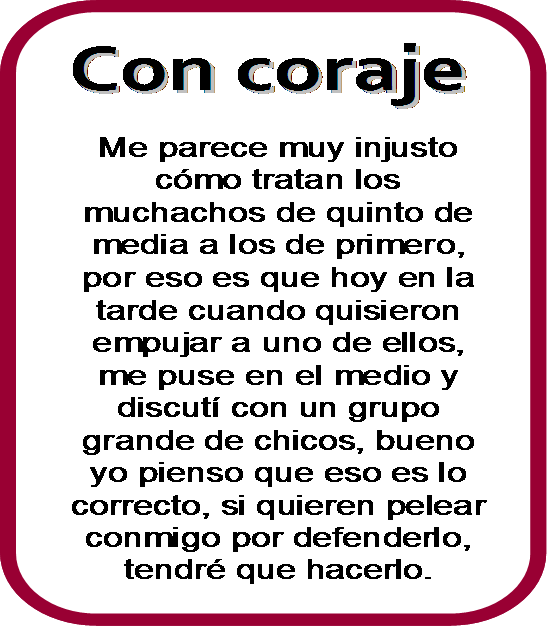 Con coraje
Me parece muy injusto
cómo tratan los
muchachos de quinto de
media a los de primero,
por eso es que hoy en la
tarde cuando quisieron
empujar a uno de ellos,
me puse en el medio y
discutí con un grupo
grande de chicos, bueno
yo pienso que eso es lo
correcto, si quieren pelear
conmigo por defenderlo,
tendré que hacerlo.